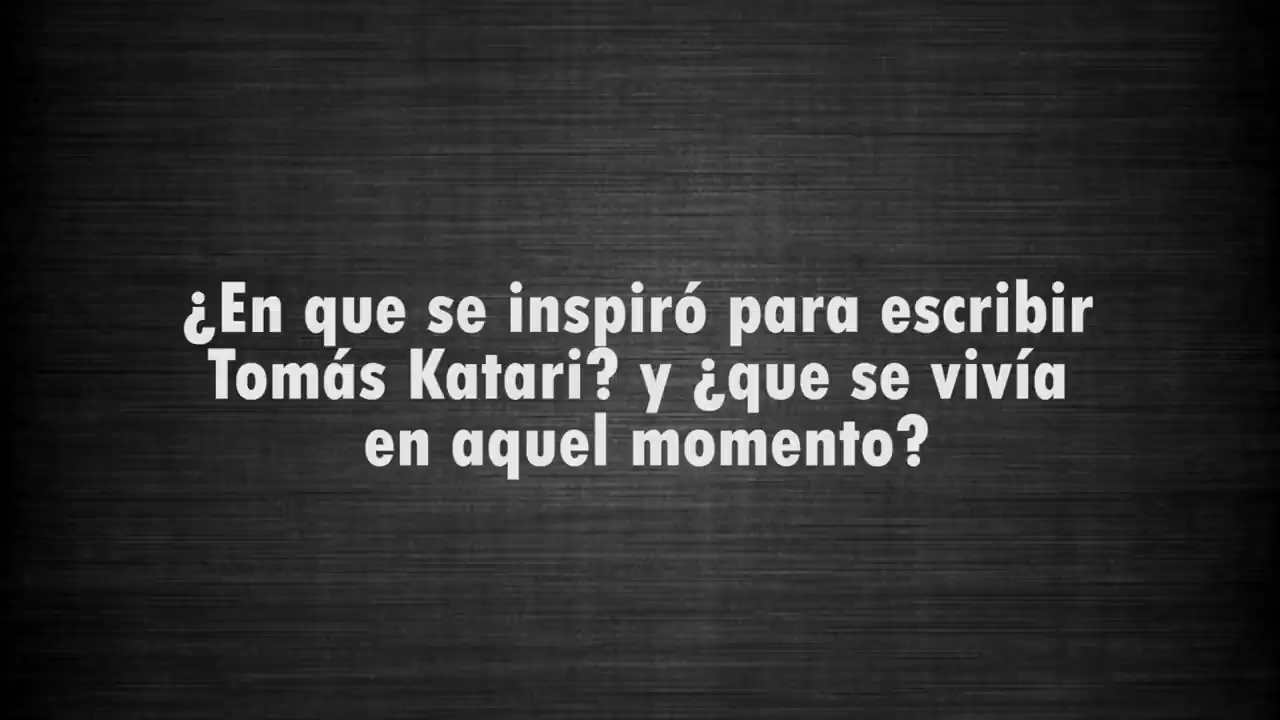 ¿En que se inspiró para escribir
Tomás Katari? y ¿que se vivía
en aquel momento?